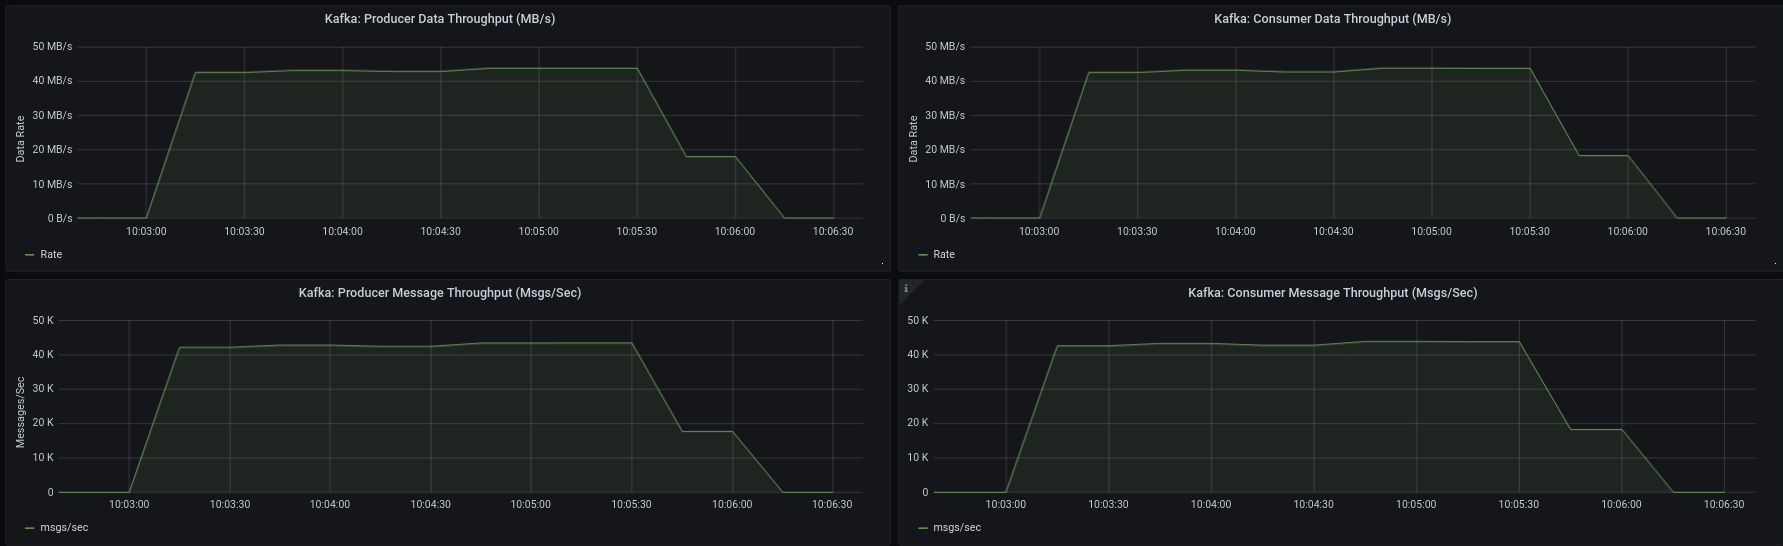 Kafka: Producer Data Throughput (MB/s)
50 MB/s
40 MB/s
30 MB/s
20 MB/s
10 MB/s
0 B/s
Data Rate
10:03:00 10:03:30 10:04:00 10:04:30 10:05:00 10:05:30 10:06:00 10:06:30
Rate
Kafka: Consumer Data Throughput (MB/s)
50 MB/s
40 MB/s
30 MB/s
20 MB/s
10 MB/s
0 B/s
Data Rate
10:03:00 10:03:30 10:04:00 10:04:30 10:05:00 10:05:30 10:06:00 10:06:30
Rate
Kafka: Producer Message Throughput (Msgs/Sec)
50 K
40 K
30 K
20 K
10 K
0
Messages/Sec
10:03:00 10:03:30 10:04:00 10:04:30 10:05:00 10:05:30 10:06:00 10:06:30
msgs/sec
i
Kafka: Consumer Message Throughput (Msgs/Sec)
50 K
40 K
30 K
20 K
10 K
0
10:03:00 10:03:30 10:04:00 10:04:30 10:05:00 10:05:30 10:06:00 10:06:30
msgs/sec